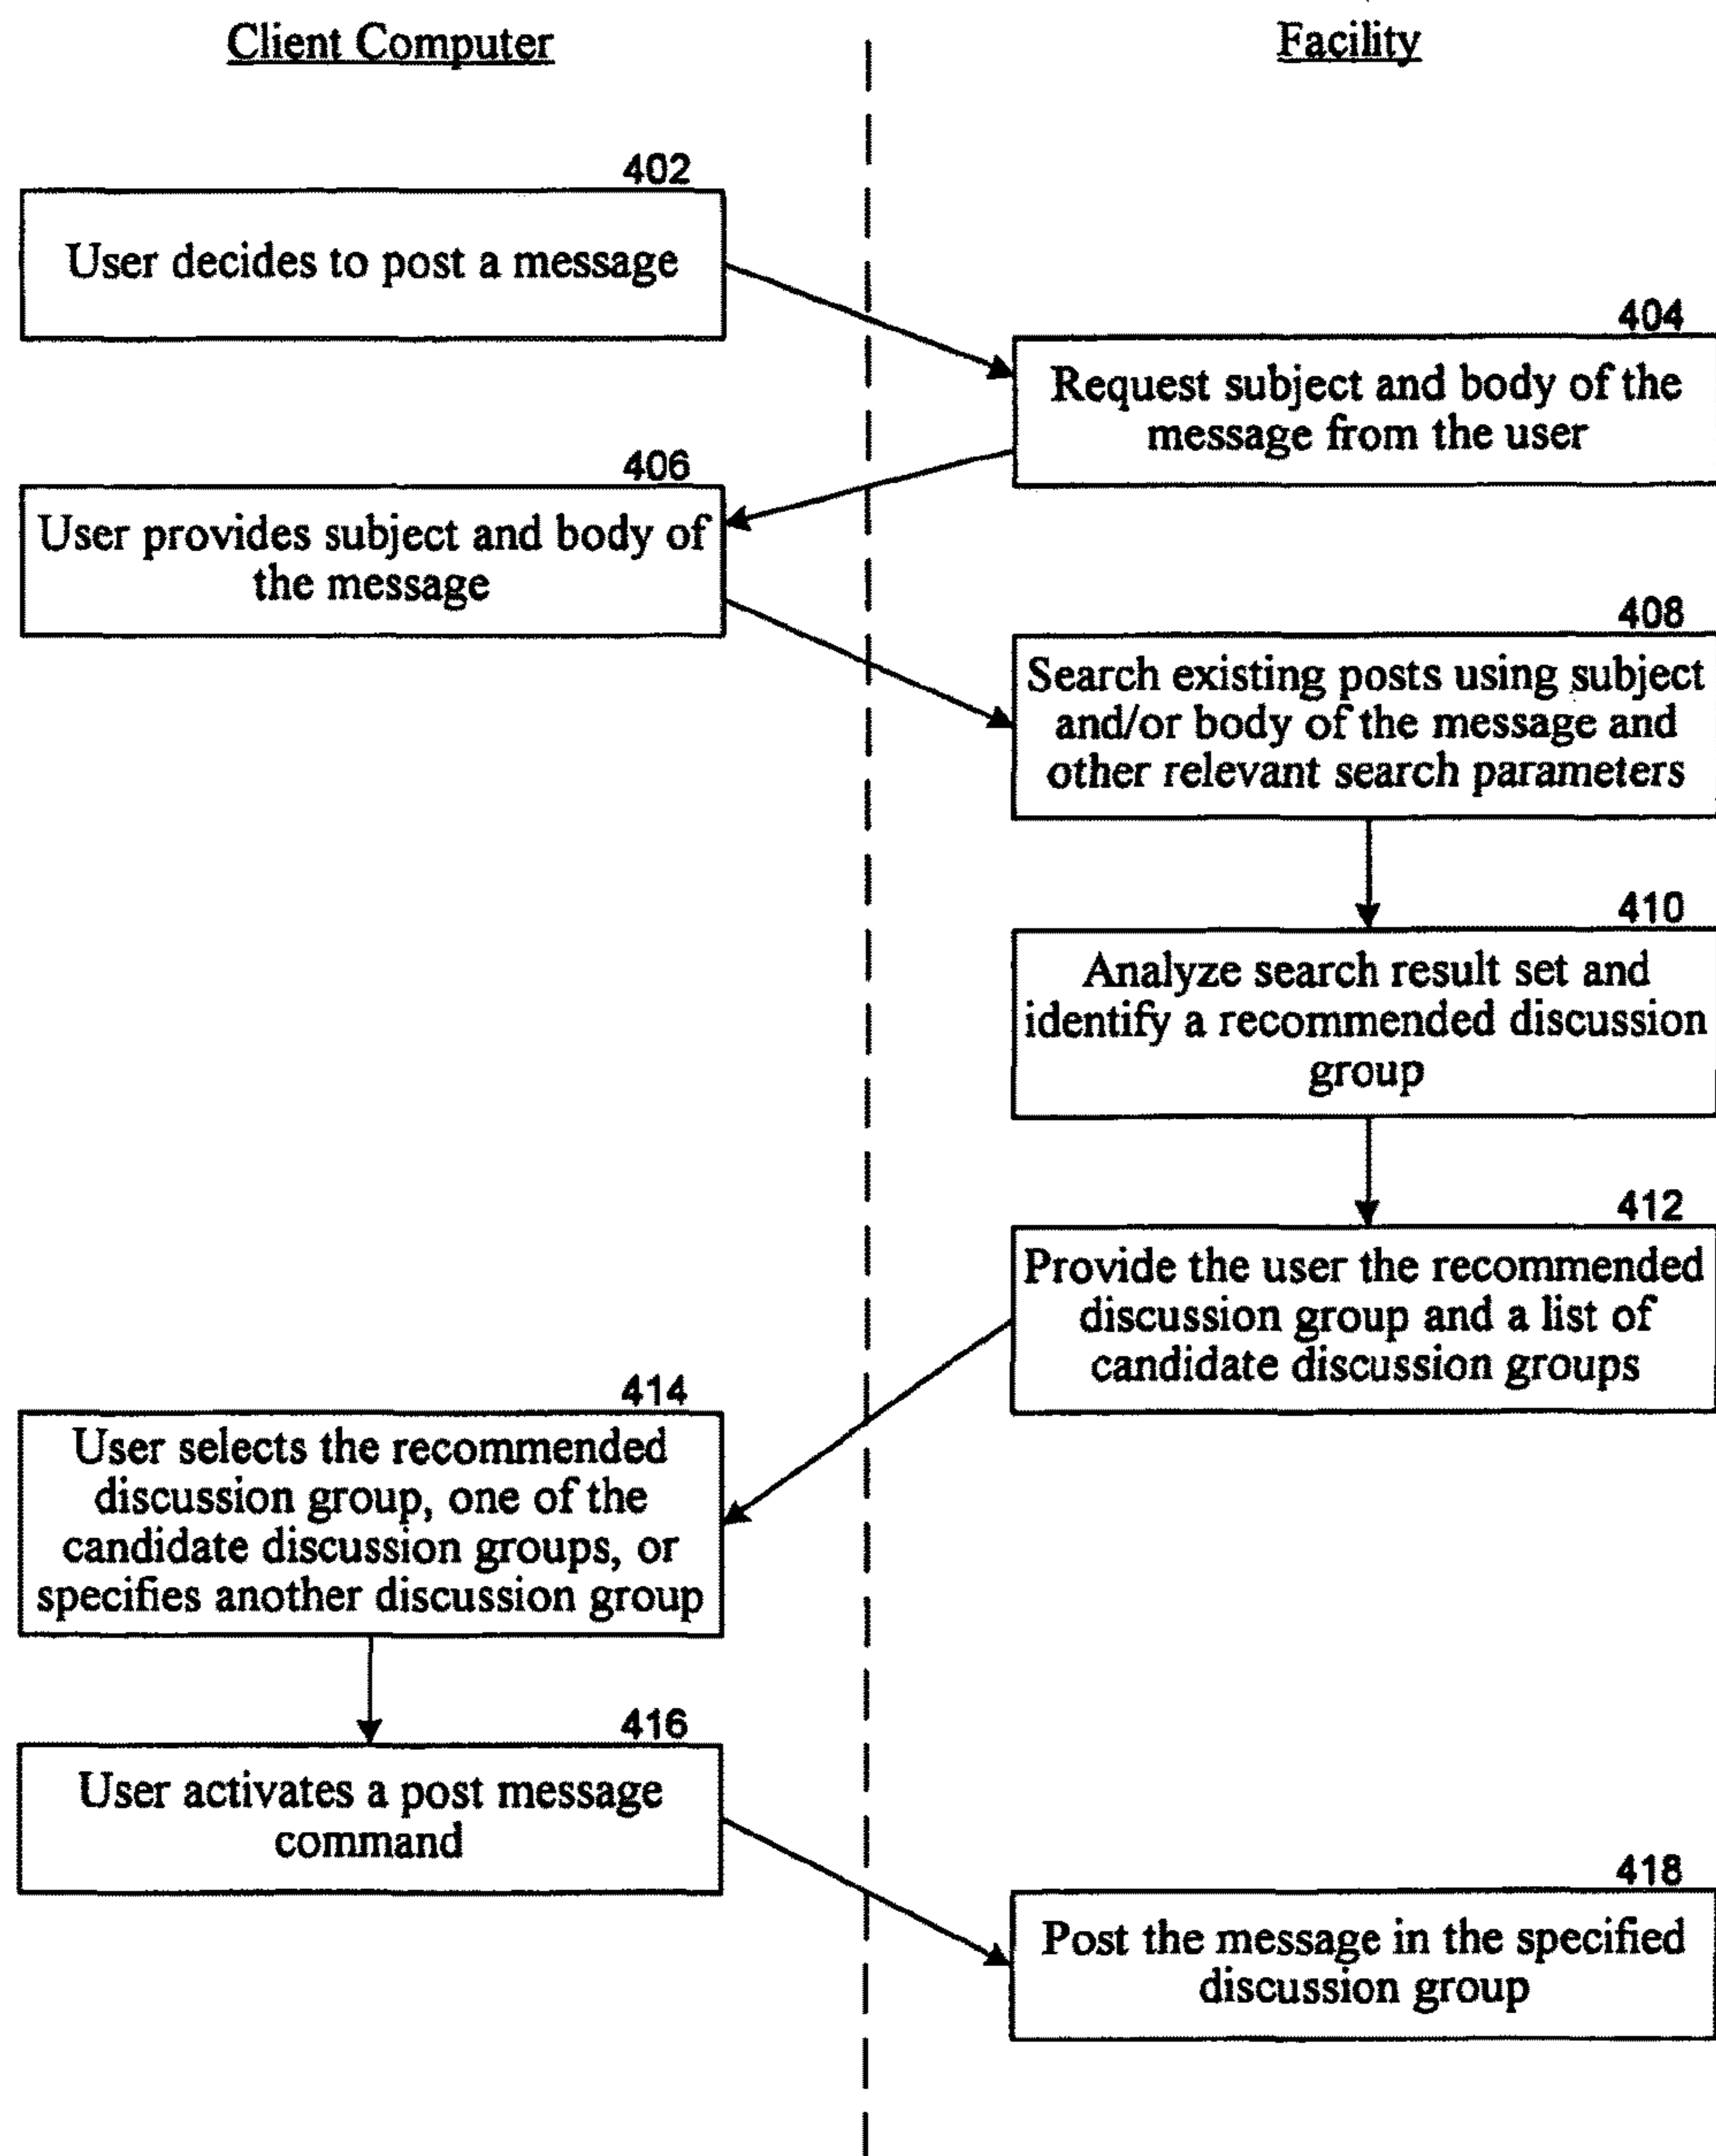 Client Computer
Facility
402
User decides to post a message
404
Request subject and body of the
message from the user
406
User provides subject and body of
the message
408
Search existing posts using subject
and/or body of the message and
other relevant search parameters
410
Analyze search result set and
identify a recommended discussion
group
412
Provide the user the recommended
discussion group and a list of
candidate discussion groups
414
User selects the recommended
discussion group, one of the
candidate discussion groups, or
specifies another discussion group
416
User activates a post message
command
418
Post the message in the specified
discussion group